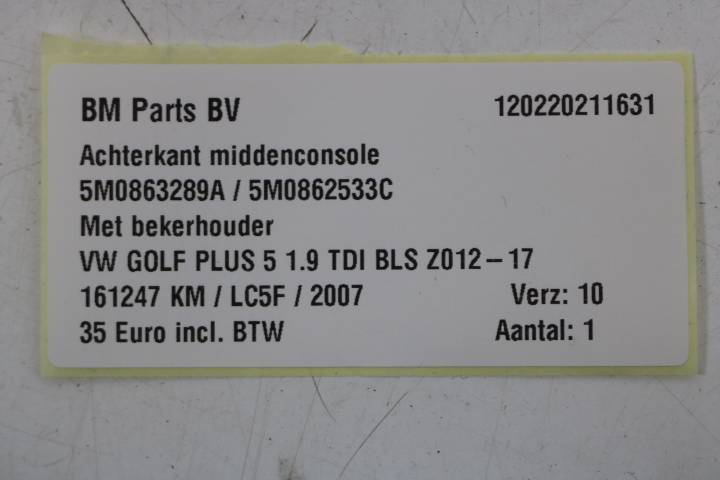 BM Parts BV 120220211631
Achterkant middenconsole
5M0863289A / 5M0862533C
Met bekerhouder
VW GOLF PLUS 5 1.9 TDI BLS Z012 – 17
161247 KM / LC5F / 2007 Verz: 10
35 Euro incl. BTW Aantal: 1